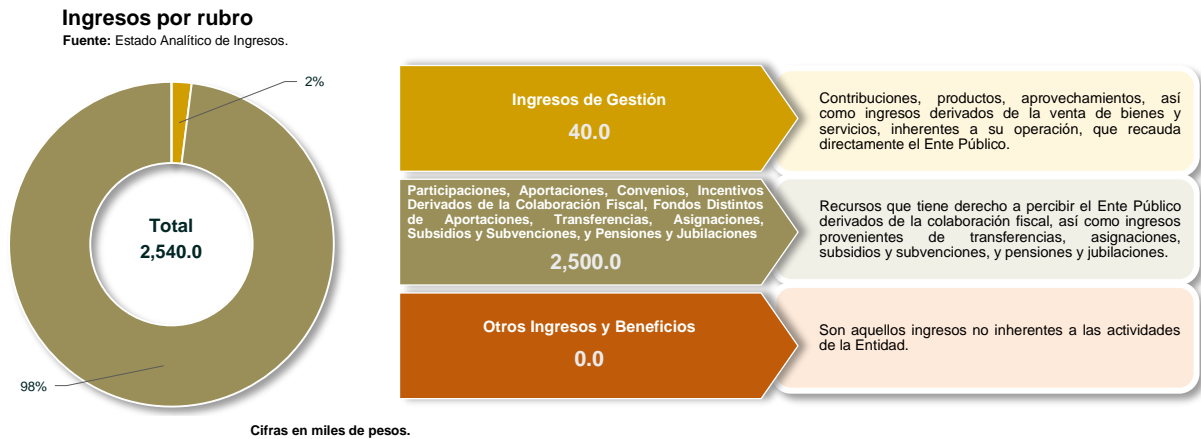 Ingresos por rubro
Fuente: Estado Analítico de Ingresos.
2%
Total
2,540.0
98%
Ingresos de Gestión
40.0
Contribuciones, productos, aprovechamientos, así
como ingresos derivados de la venta de bienes y
servicios, inherentes a su operación, que recauda
directamente el Ente Público.
Participaciones, Aportaciones, Convenios, Incentivos
Derivados de la Colaboración Fiscal, Fondos Distintos
de Aportaciones, Transferencias, Asignaciones,
Subsidios y Subvenciones, y Pensiones y Jubilaciones
2,500.0
Recursos que tiene derecho a percibir el Ente Público
derivados de la colaboración fiscal, así como ingresos
provenientes de transferencias, asignaciones,
subsidios y subvenciones, y pensiones y jubilaciones.
Otros Ingresos y Beneficios
0.0
Son aquellos ingresos no inherentes a las actividades
de la Entidad.
Cifras en miles de pesos.